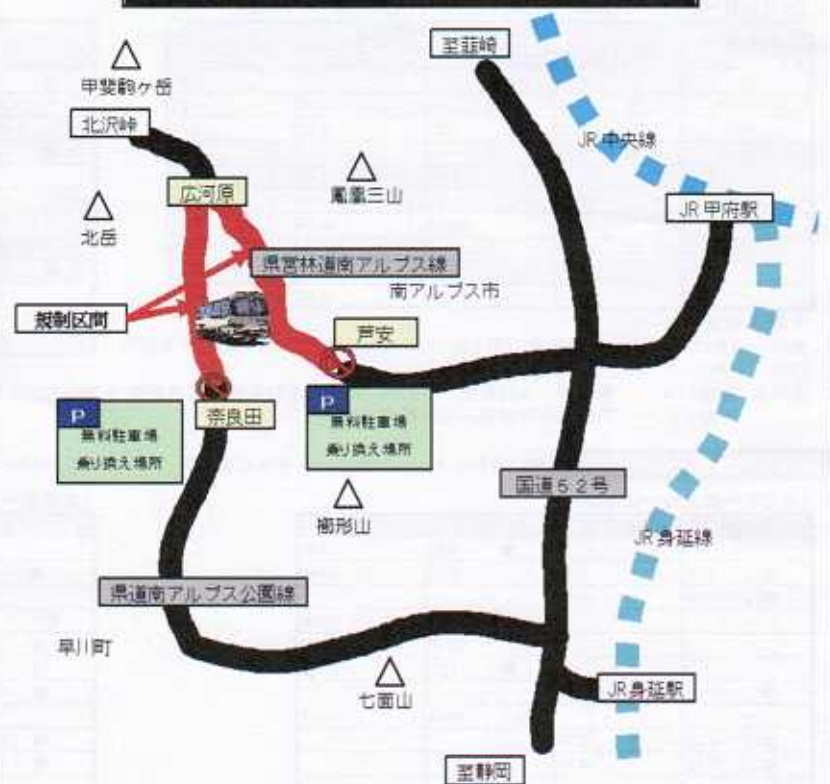 至韮崎
甲斐駒ヶ岳
北沢峠
JR中央線
広河原
鳳凰三山
JR甲府駅
北岳
県営林道南アルプス線
南アルプス市
規制区間
芦安
P
無料駐車場
乗り換え場所
奈良田
P
無料駐車場
乗り換え場所
国道52号
櫛形山
JR身延線
県道南アルプス公園線
早川町
七面山
JR身延駅
至静岡